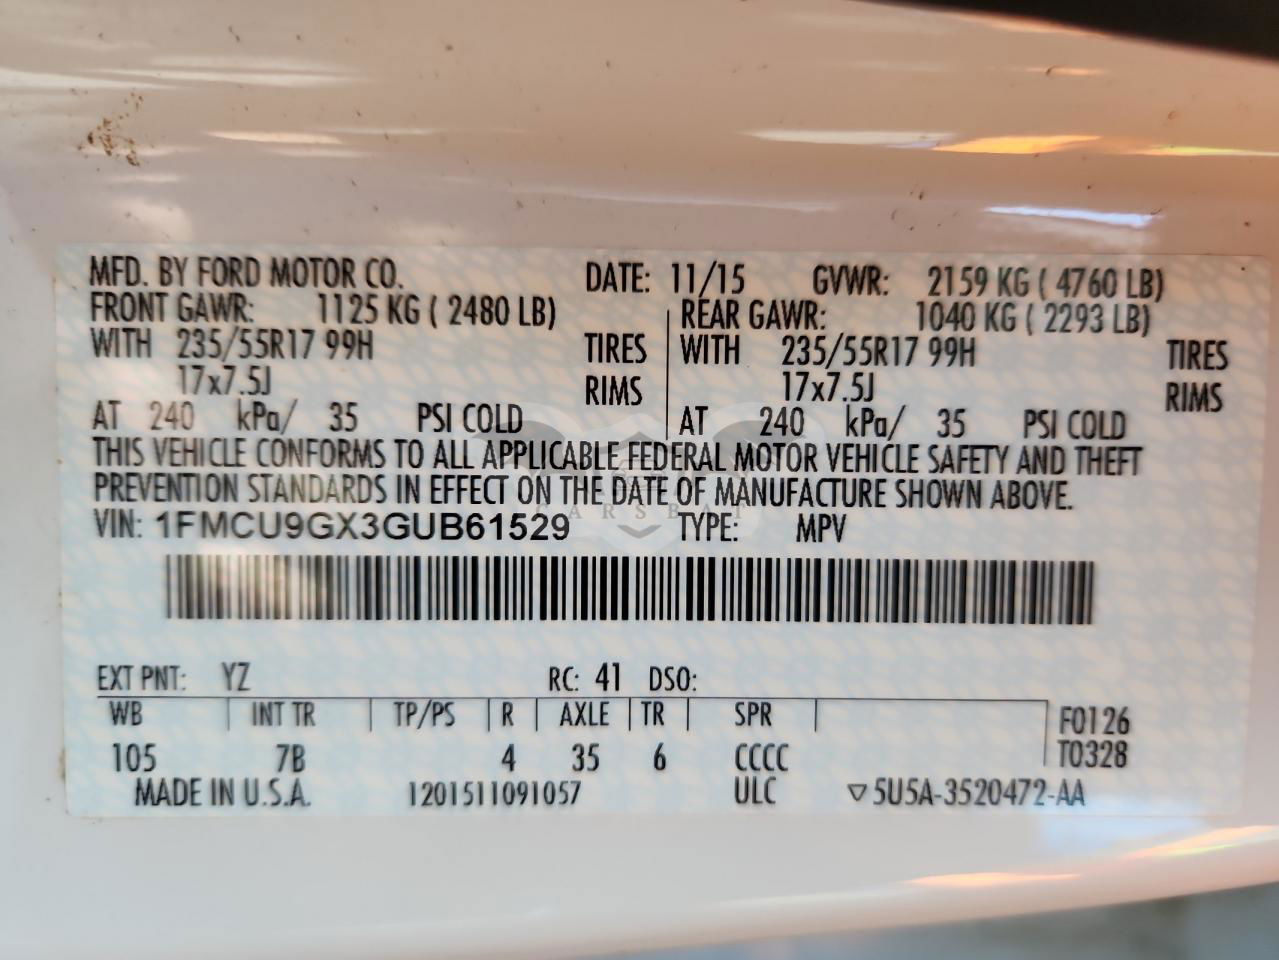 MFD. BY FORD MOTOR CO. DATE: 11/15 GVWR: 2159 KG ( 4760 LB)
FRONT GAWR: 1125 KG ( 2480 LB) REAR GAWR: 1040 KG ( 2293 LB)
WITH 235/55R17 99H TIRES WITH 235/55R17 99H TIRES
17x7.5J RIMS 17x7.5J RIMS
AT 240 kPa/ 35 PSI COLD AT 240 kPa/ 35 PSI COLD
THIS VEHICLE CONFORMS TO ALL APPLICABLE FEDERAL MOTOR VEHICLE SAFETY AND THEFT
PREVENTION STANDARDS IN EFFECT ON THE DATE OF MANUFACTURE SHOWN ABOVE.
CARSBAT
VIN: 1FMCU9GX3GUB61529 TYPE: MPV
EXT PNT: YZ RC: 41 DSO:
WB INT TR TP/PS R AXLE TR SPR F0126
105 7B 4 35 6 CCCC T0328
MADE IN U.S.A. 1201511091057 ULC ▽5U5A-3520472-AA